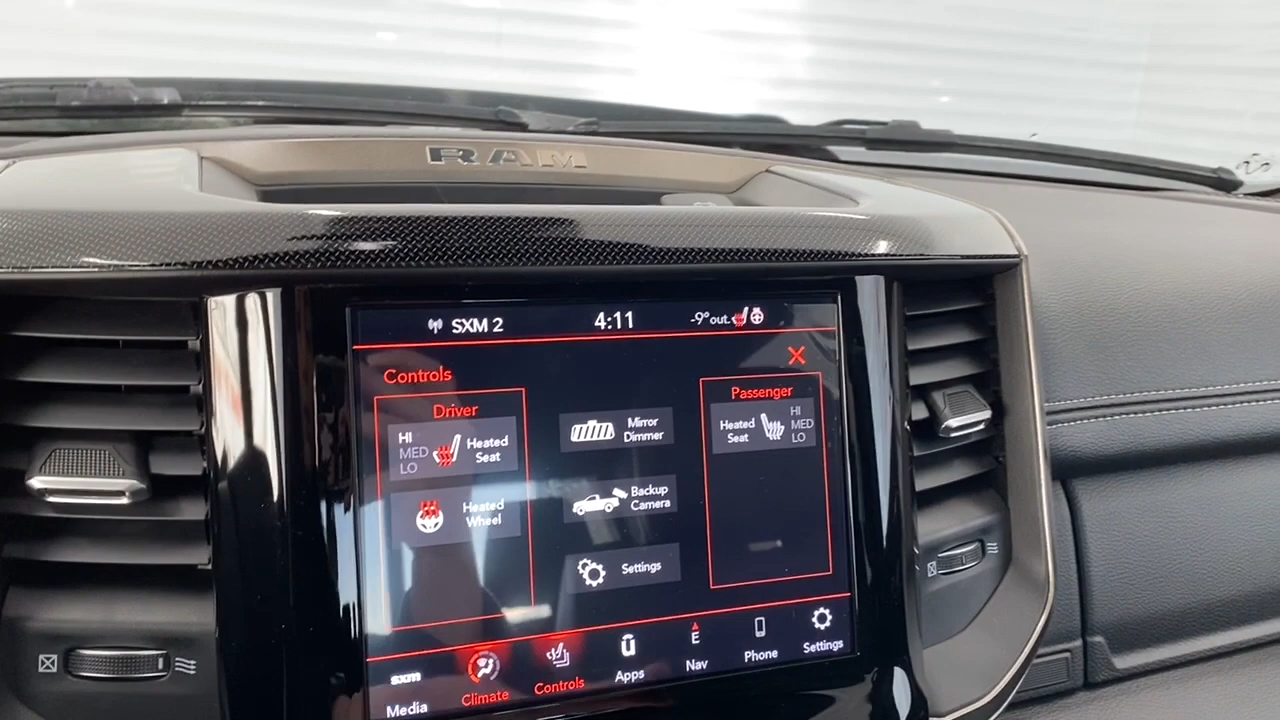 RAM
SXM 2
4:11
-9°out.
Controls
Driver
HI
MED
LO
Heated
Seat
Heated
Wheel
Mirror
Dimmer
Backup
Camera
Settings
Passenger
Heated
Seat
HI
MED
LO
sxm
Media
Climate
Controls
Apps
E
Nav
Phone
Settings